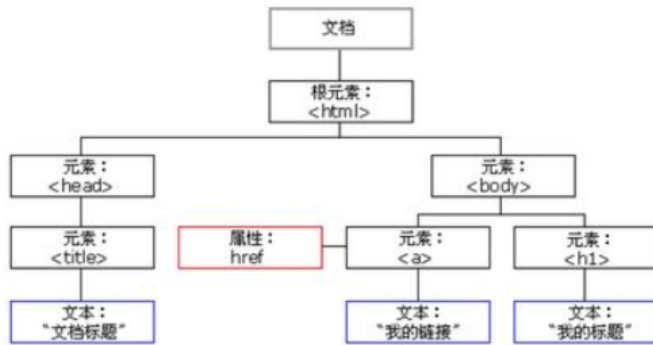 文档
根元素：
<html>
元素：
<head>
元素：
<body>
元素：
<title>
属性：
href
元素：
<a>
元素：
<h1>
文本：
“文档标题”
文本：
“我的链接”
文本：
“我的标题”